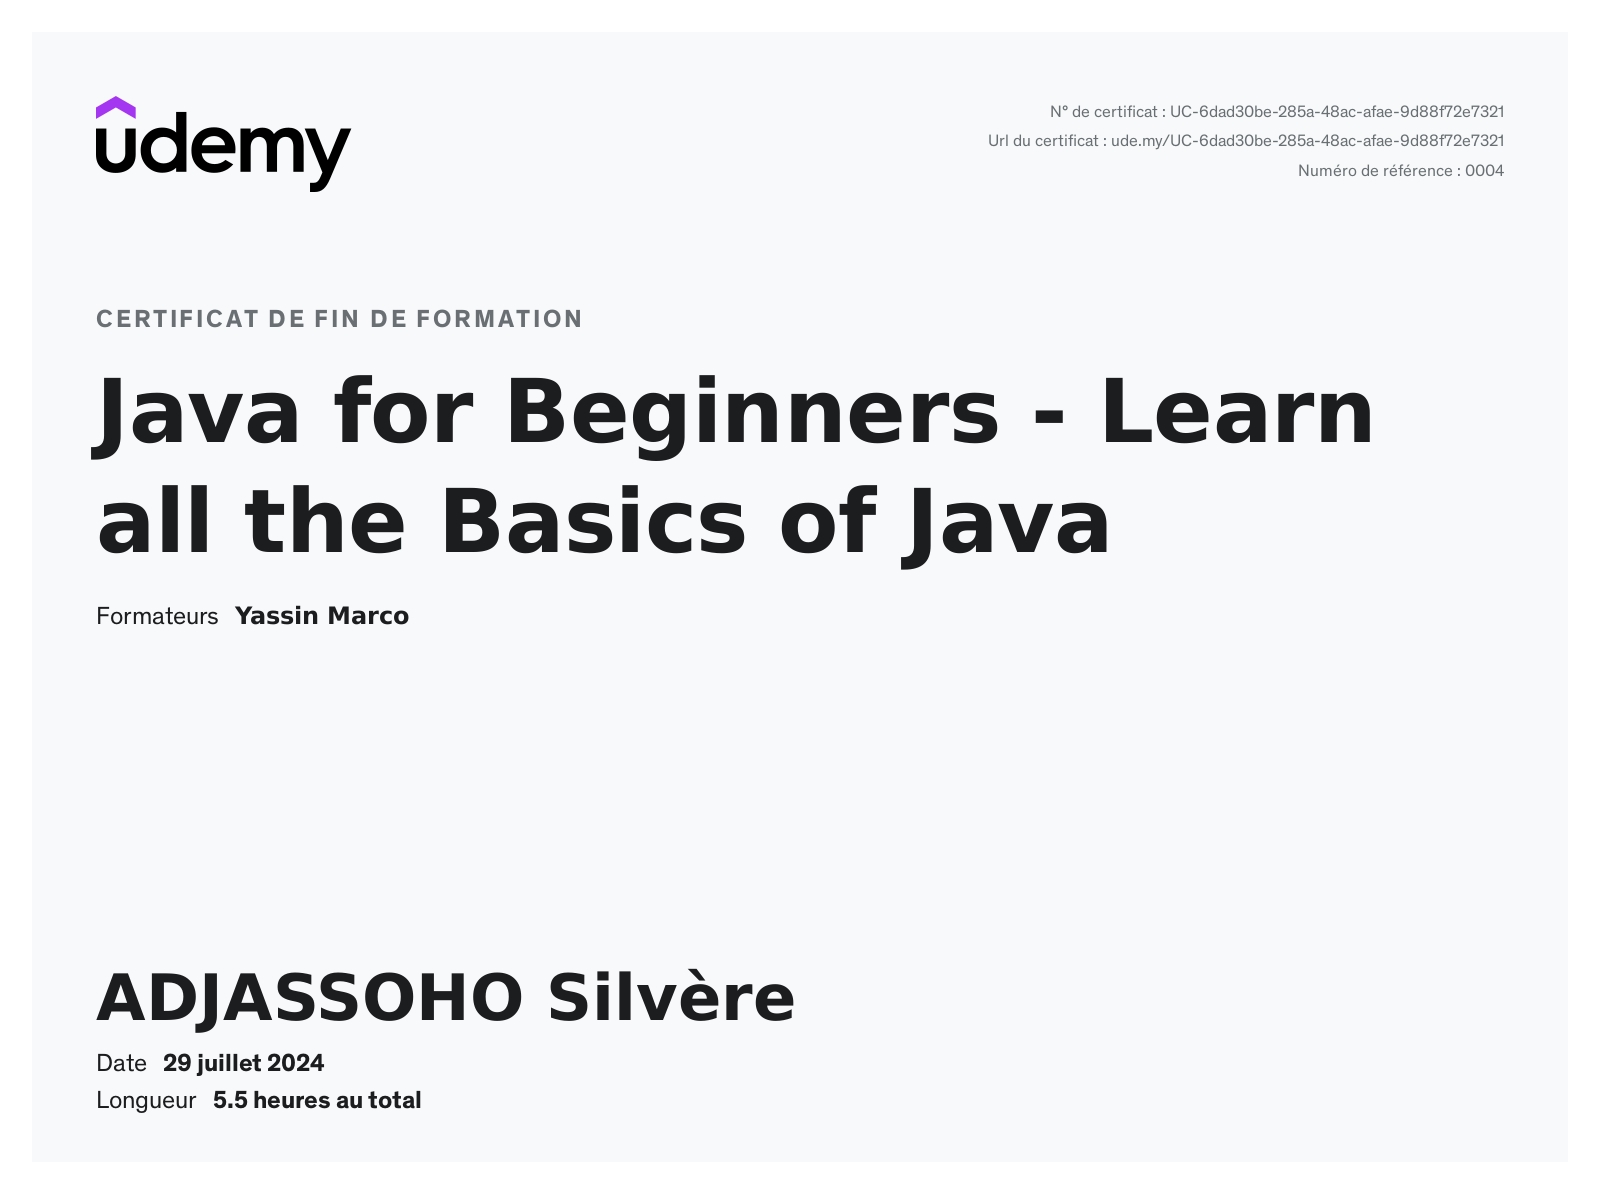 udemy
N° de certificat : UC-6dad30be-285a-48ac-afae-9d88f72e7321
Url du certificat : ude.my/UC-6dad30be-285a-48ac-afae-9d88f72e7321
Numéro de référence : 0004
CERTIFICAT DE FIN DE FORMATION
Java for Beginners - Learn
all the Basics of Java
Formateurs Yassin Marco
ADJASSOHO Silvère
Date 29 juillet 2024
Longueur 5.5 heures au total